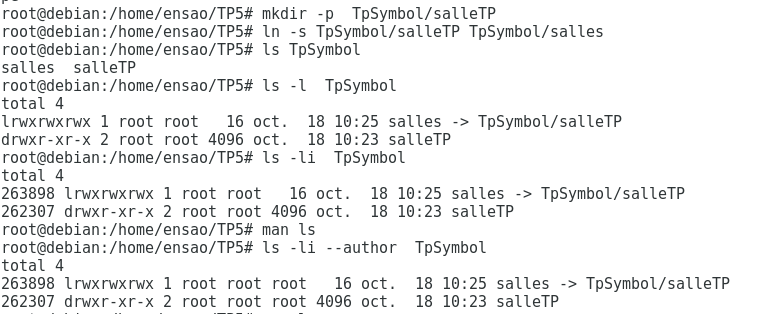 root@debian:/home/ensao/TP5# mkdir -p  TpSymbol/salleTP
root@debian:/home/ensao/TP5# ln -s TpSymbol/salleTP TpSymbol/salles
root@debian:/home/ensao/TP5# ls TpSymbol
salles  salleTP
root@debian:/home/ensao/TP5# ls -l  TpSymbol
total 4
lrwxrwxrwx 1 root root   16 oct.  18 10:25 salles -> TpSymbol/salleTP
drwxr-xr-x 2 root root 4096 oct.  18 10:23 salleTP
root@debian:/home/ensao/TP5# ls -li  TpSymbol
total 4
263898 lrwxrwxrwx 1 root root   16 oct.  18 10:25 salles -> TpSymbol/salleTP
262307 drwxr-xr-x 2 root root 4096 oct.  18 10:23 salleTP
root@debian:/home/ensao/TP5# man ls
root@debian:/home/ensao/TP5# ls -li --author  TpSymbol
total 4
263898 lrwxrwxrwx 1 root root root   16 oct.  18 10:25 salles -> TpSymbol/salleTP
262307 drwxr-xr-x 2 root root root 4096 oct.  18 10:23 salleTP